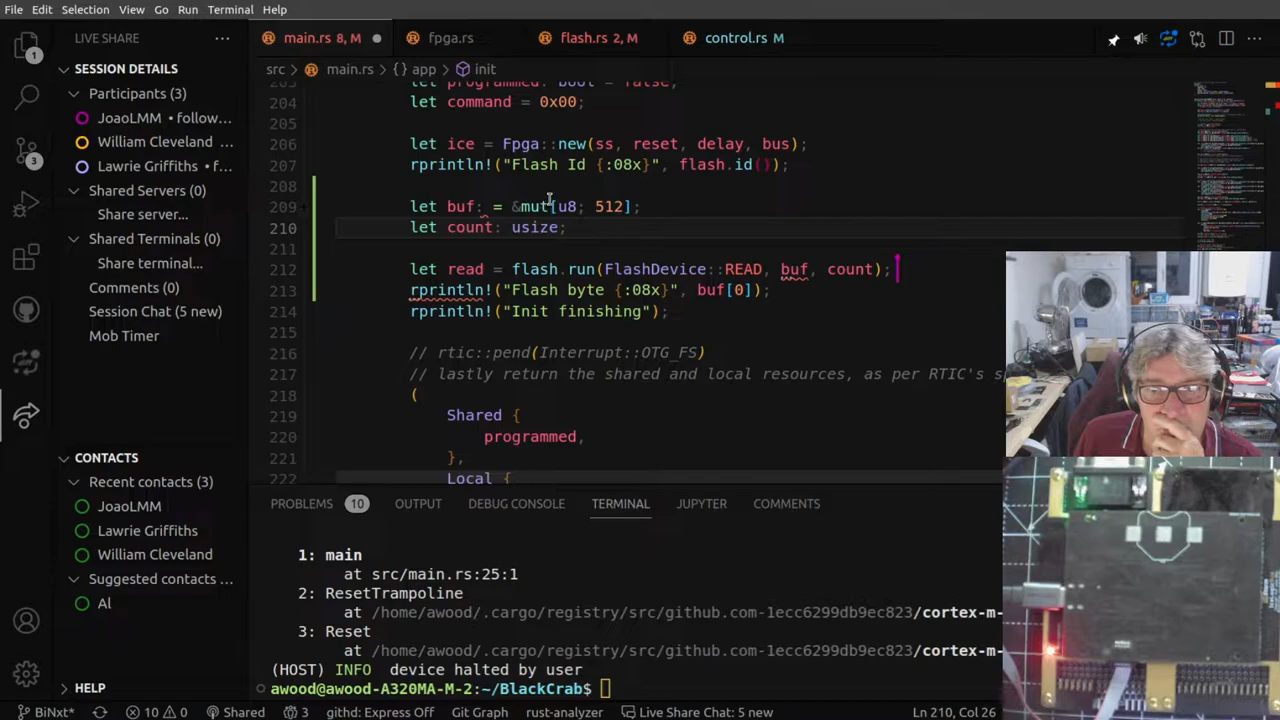 File Edit Selection View Go Run Terminal Help
LIVE SHARE ···
main.rs 8, M
fpga.rs
flash.rs 2, M
control.rs M
src > main.rs > {} app > init
SESSION DETAILS
Participants (3)
JoaoLMM • follow...
William Cleveland ...
Lawrie Griffiths • f...
Shared Servers (0)
Share server...
Shared Terminals (0)
Share terminal...
Comments (0)
Session Chat (5 new)
Mob Timer
CONTACTS
Recent contacts (3)
JoaoLMM
Lawrie Griffiths
William Cleveland
Suggested contacts ...
Al
HELP
1
3
203 let programmed: bool = false;
204 let command = 0x00;
205
206 let ice = Fpga::new(ss, reset, delay, bus);
207 rprintln!("Flash Id {:08x}", flash.id());
208
209 let buf: = &mut[u8; 512];
210 let count: usize;
211
212 let read = flash.run(FlashDevice::READ, buf, count);
213 rprintln!("Flash byte {:08x}", buf[0]);
214 rprintln!("Init finishing");
215
216 // rtic::pend(Interrupt::OTG_FS)
217 // lastly return the shared and local resources, as per RTIC's s
218 (
219 Shared {
220 programmed,
221 },
222 Local {
PROBLEMS 10 OUTPUT DEBUG CONSOLE TERMINAL JUPYTER COMMENTS
1: main
at src/main.rs:25:1
2: ResetTrampoline
at /home/awood/.cargo/registry/src/github.com-1ecc6299db9ec823/cortex-m-
3: Reset
at /home/awood/.cargo/registry/src/github.com-1ecc6299db9ec823/cortex-m-
(HOST) INFO device halted by user
awood@awood-A320MA-M-2:~/BlackCrab$
BiNxt* 10 0 Shared 3 githd: Express Off Git Graph rust-analyzer Live Share Chat: 5 new Ln 210, Col 26